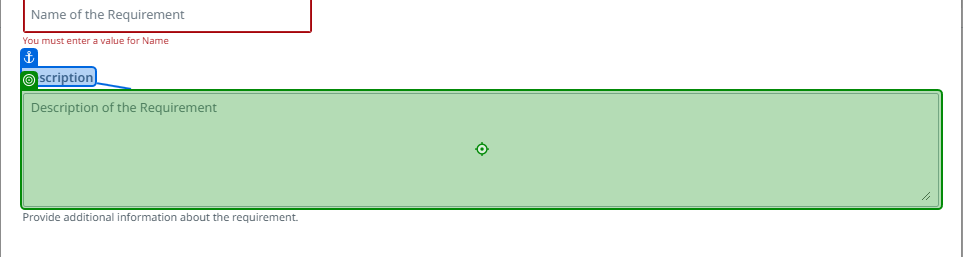 Name of the Requirement
You must enter a value for Name
scription
Description of the Requirement
Provide additional information about the requirement.